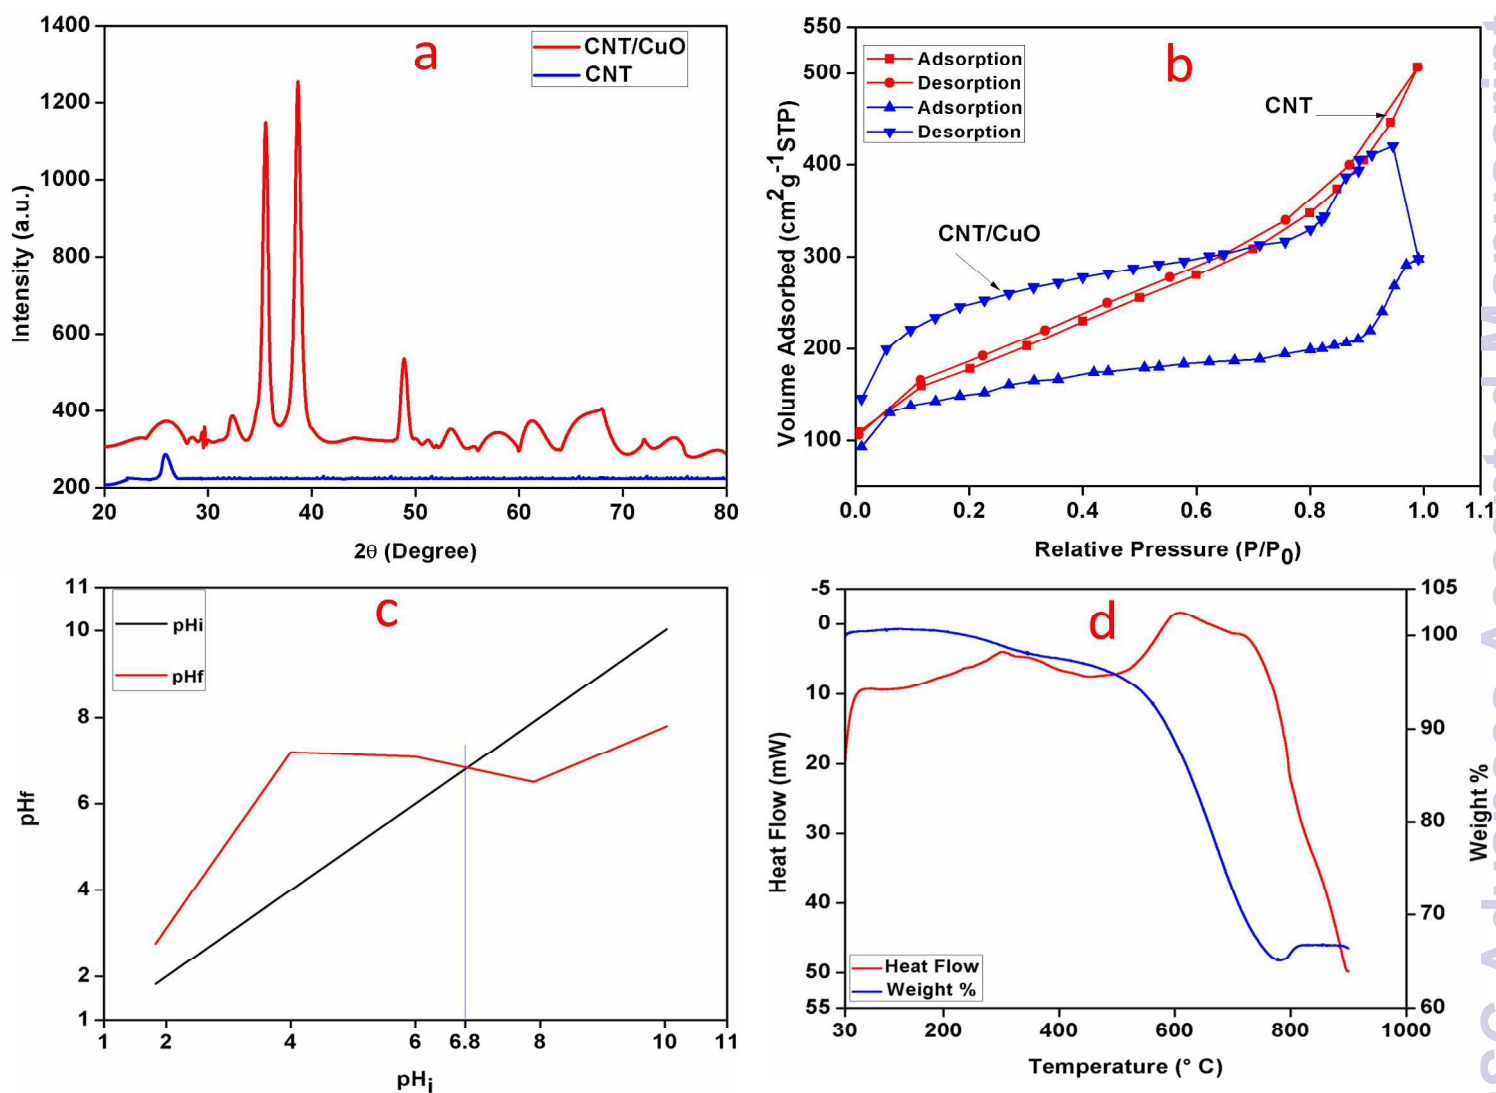 a
CNT/CuO
CNT
1400
1200
1000
800
600
400
200
20 30 40 50 60 70 80
Intensity (a.u.)
2θ (Degree)
b
Adsorption
Desorption
Adsorption
Desorption
CNT
CNT/CuO
550
500
400
300
200
100
0.0 0.2 0.4 0.6 0.8 1.0 1.1
Volume Adsorbed (cm2g-1STP)
Relative Pressure (P/P0)
c
pHi
pHf
11
10
8
6
4
2
1
1 2 4 6 6.8 8 10 11
pHf
pHi
d
Heat Flow
Weight %
-5
0
10
20
30
40
50
55
105
100
90
80
70
60
30 200 400 600 800 1000
Heat Flow (mW)
Weight %
Temperature (° C)
SC Advances Accepted Manuscript